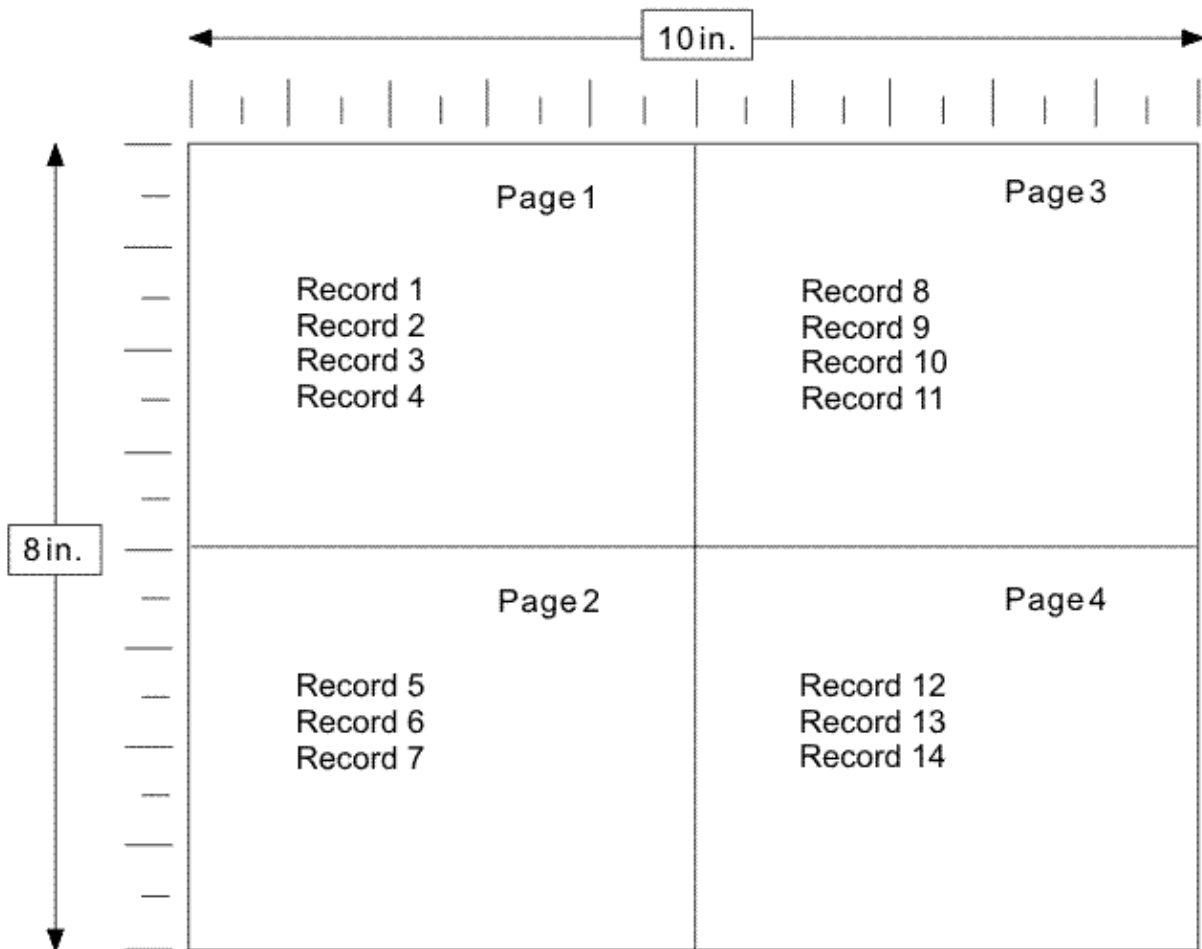 10 in.
8 in.
Page 1
Record 1
Record 2
Record 3
Record 4
Page 3
Record 8
Record 9
Record 10
Record 11
Page 2
Record 5
Record 6
Record 7
Page 4
Record 12
Record 13
Record 14